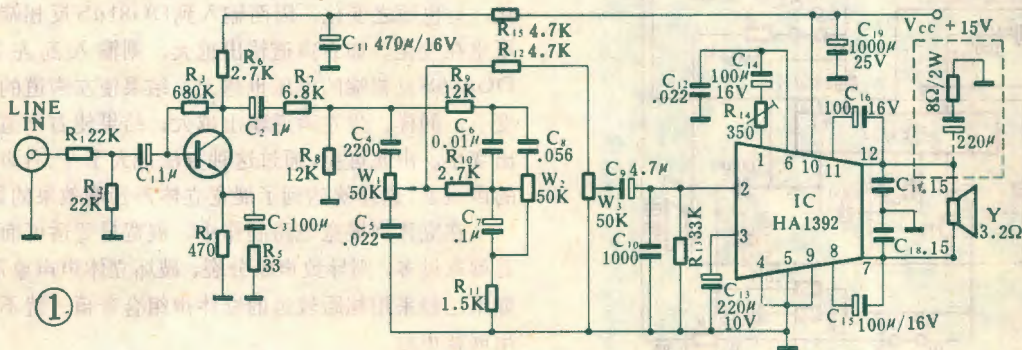 LINE
IN
R₁ 22K
R₂
22K
C₁ 1μ
R₃
680K
R₆
2.7K
C₂ 1μ
R₄
470
C₃ 100μ
R₅
33
C₁₁ 470μ/16V
R₇
6.8K
R₈
12K
C₄
2200
W₁
50K
C₅
.022
R₁₅ 4.7K
R₁₂ 4.7K
R₉
12K
C₆
0.01μ
R₁₀
2.7K
C₇
.1μ
R₁₁
1.5K
C₈
.056
W₂
50K
W₃
50K
C₉ 4.7μ
C₁₀
1000
R₁₃ 33K
C₁₂
.022
C₁₄
100μ
16V
R₁₄
350
C₁₃
220μ
10V
1 6 10 11 12
2
3
IC
HA1392
4 5 9 8 7
C₁₉
1000μ
25V
Vcc +15V
C₁₆
100μ 16V
8Ω/2W
220μ
C₁₇ .15
C₁₈ .15
Y
3.2Ω
C₁₅ 100μ/16V
①